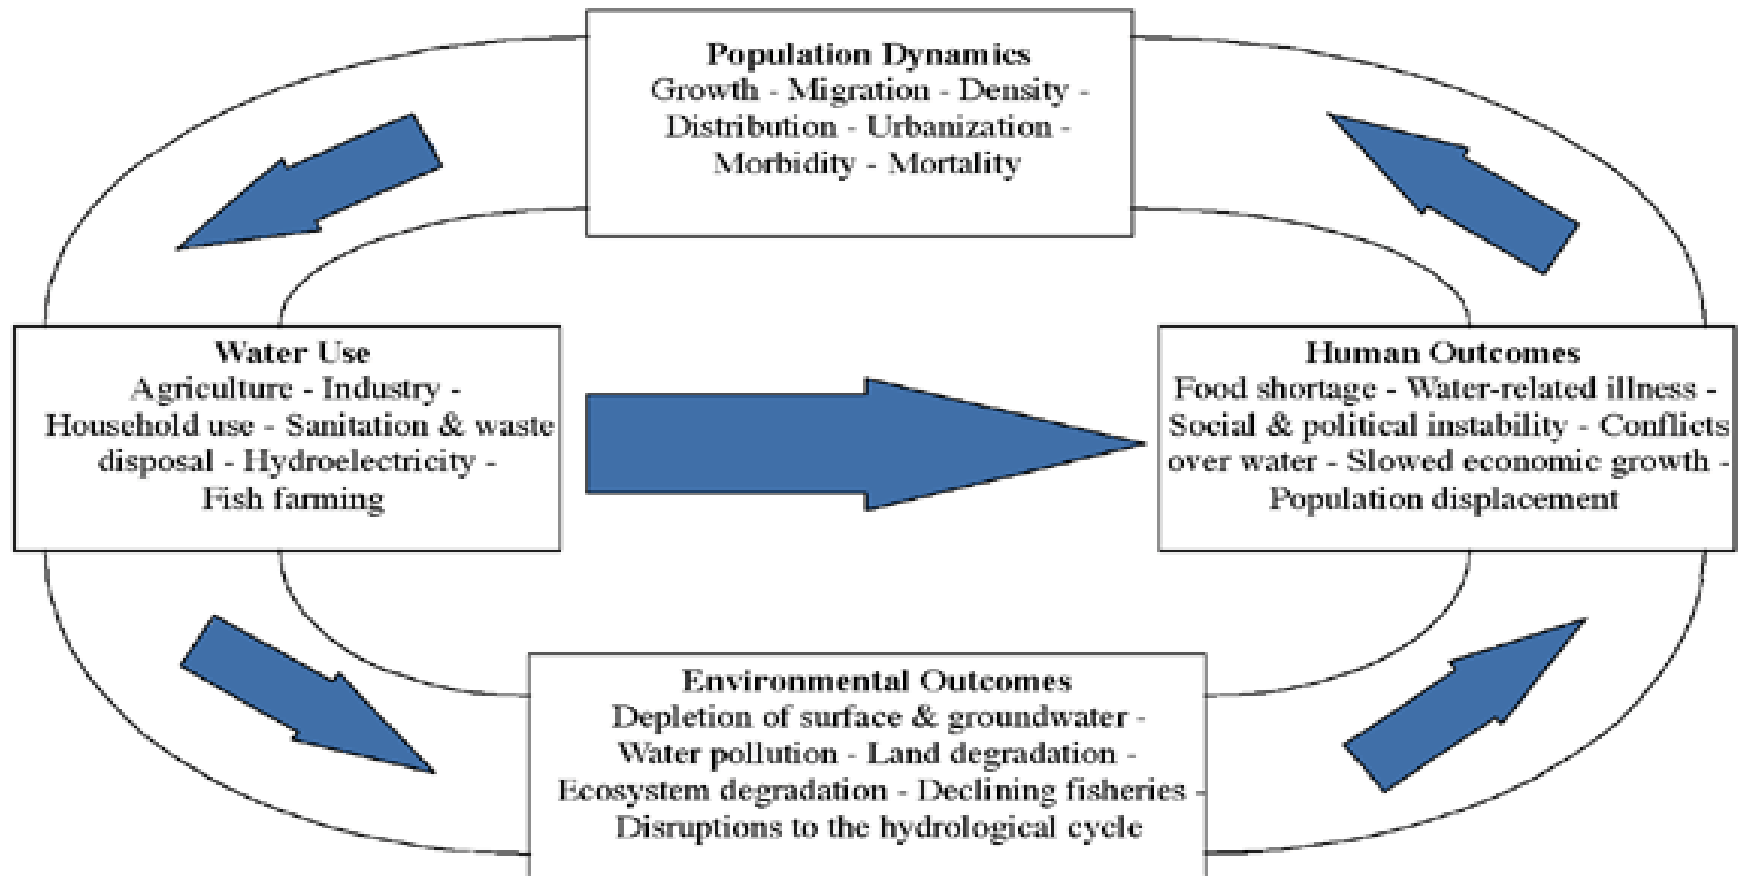 Population Dynamics
Growth - Migration - Density -
Distribution - Urbanization -
Morbidity - Mortality
Water Use
Agriculture - Industry -
Household use - Sanitation & waste
disposal - Hydroelectricity -
Fish farming
Human Outcomes
Food shortage - Water-related illness -
Social & political instability - Conflicts
over water - Slowed economic growth -
Population displacement
Environmental Outcomes
Depletion of surface & groundwater -
Water pollution - Land degradation -
Ecosystem degradation - Declining fisheries -
Disruptions to the hydrological cycle